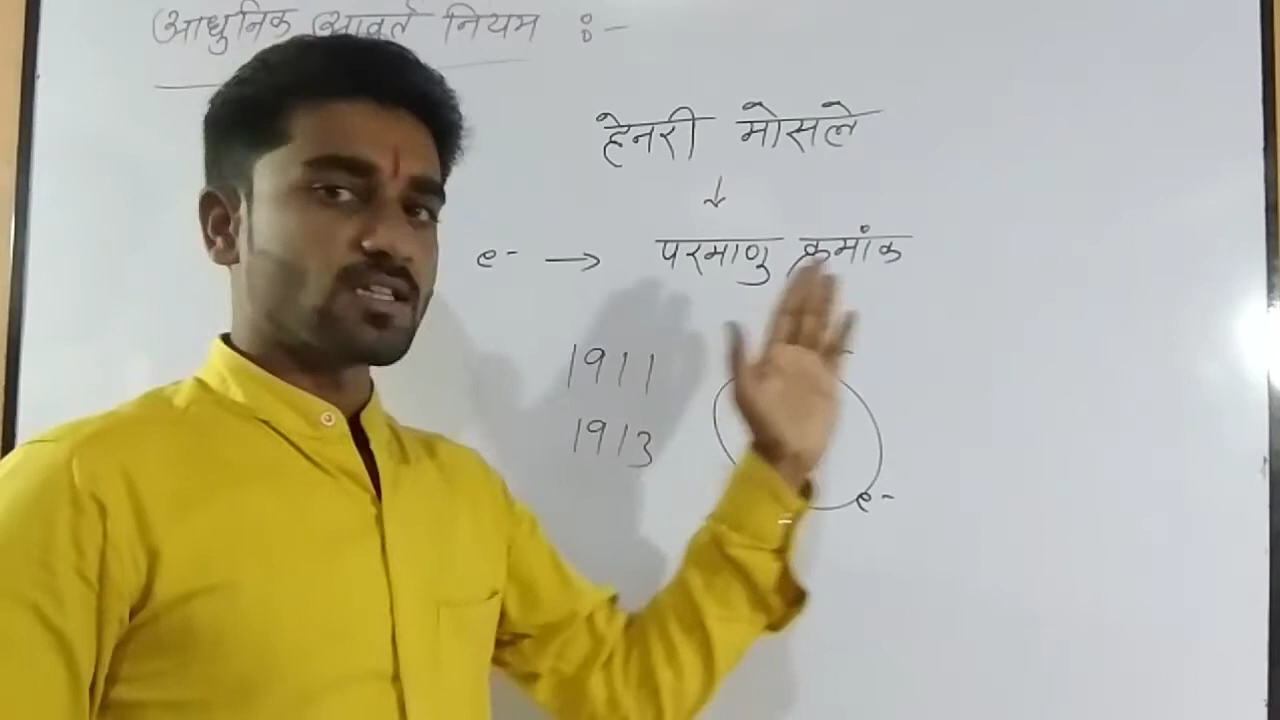 आधुनिक आवर्त नियम :-
हेनरी मोसले
↓
e- → परमाणु क्रमांक
1911
1913
e-